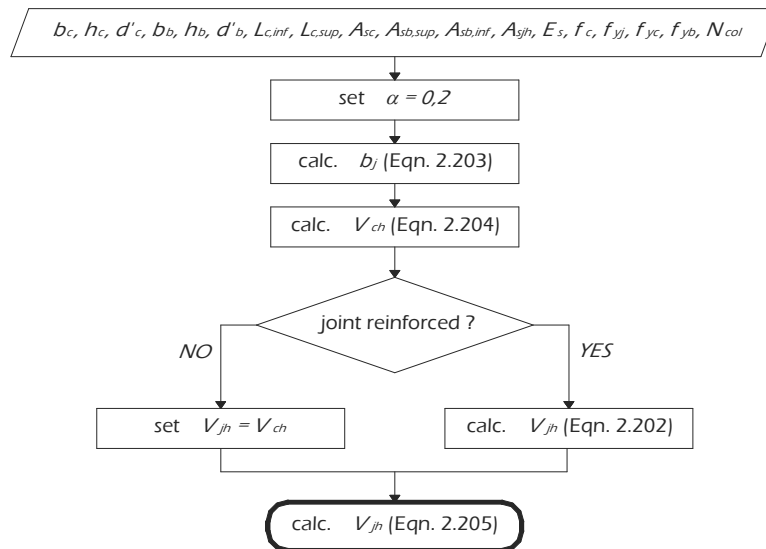 bc, hc, d'c, bb, hb, d'b, Lc,inf, Lc,sup, Asc, Asb,sup, Asb,inf, Asjh, Es, fc, fyj, fyc, fyb, Ncol
set α = 0,2
calc. bj (Eqn. 2.203)
calc. Vch (Eqn. 2.204)
joint reinforced ?
NO YES
set Vjh = Vch calc. Vjh (Eqn. 2.202)
calc. Vjh (Eqn. 2.205)